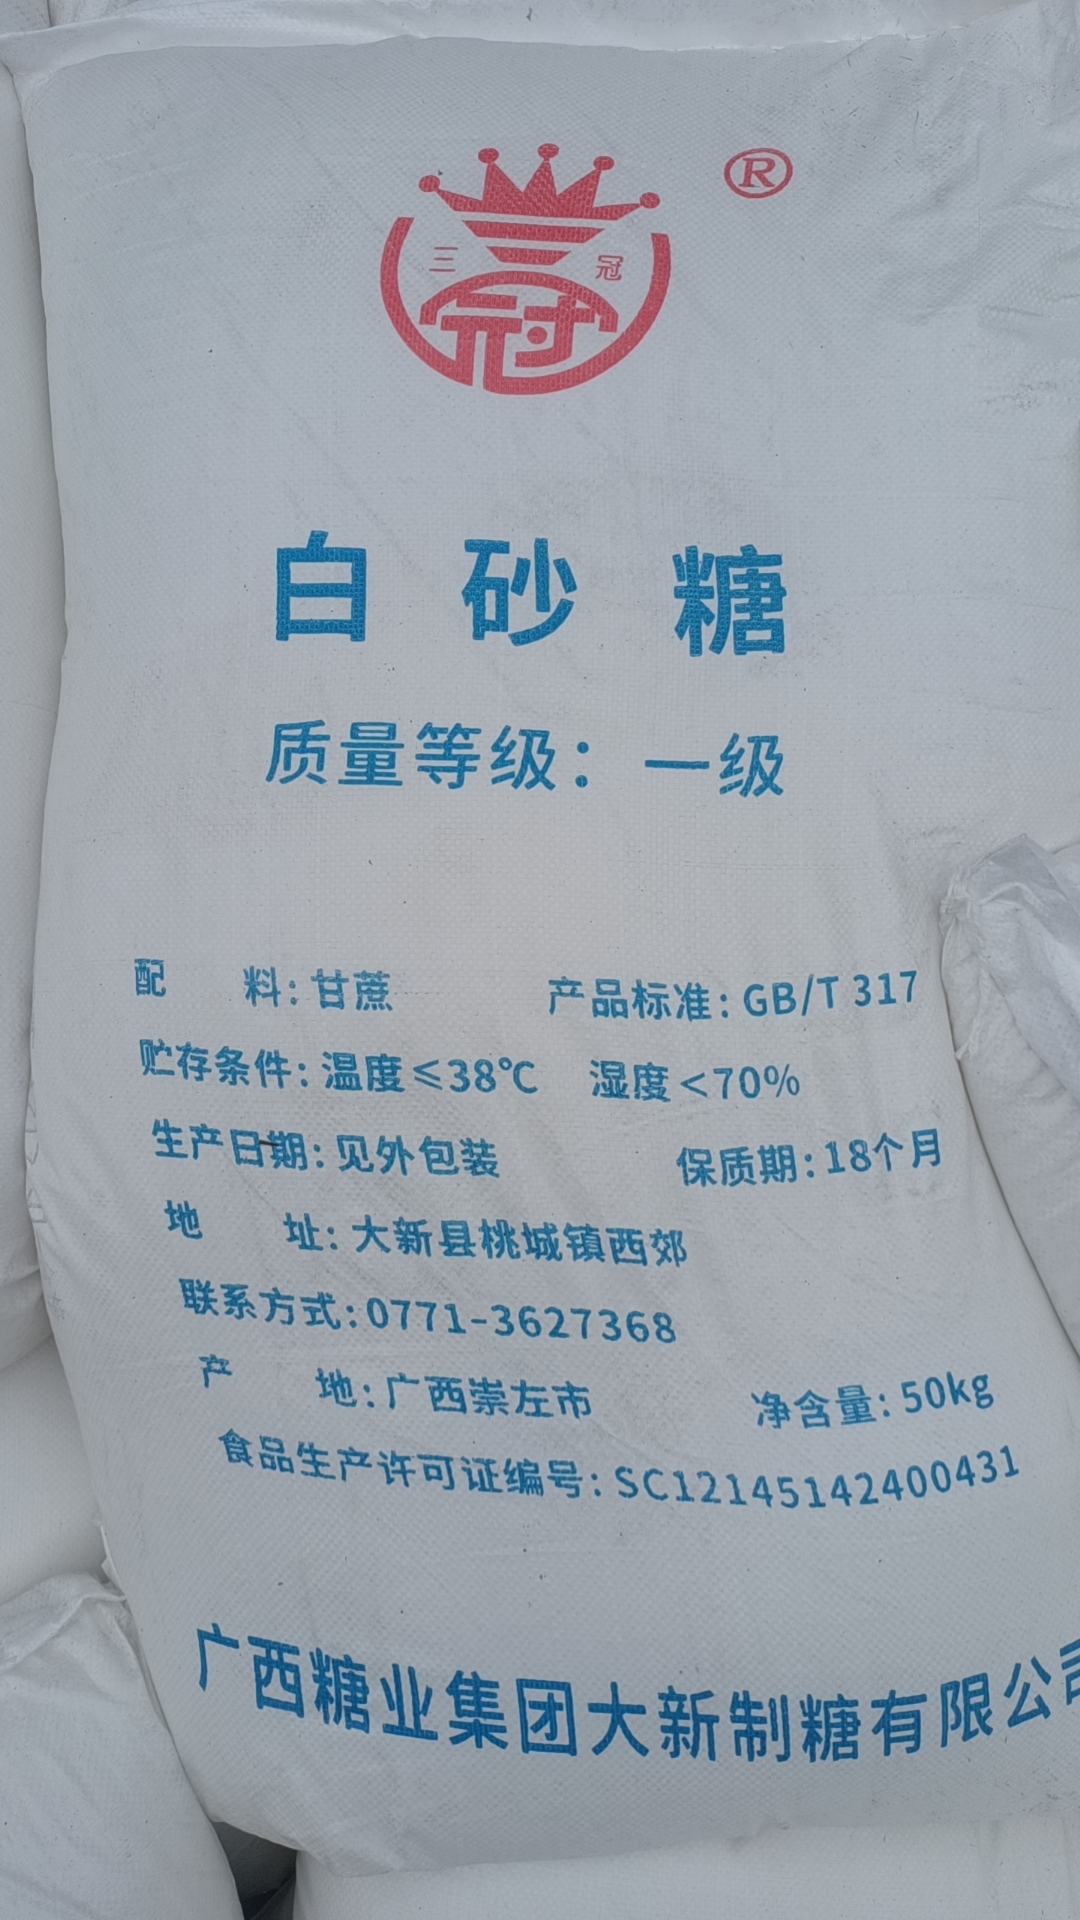 ®
三 冠
三冠
白砂糖
质量等级：一级
配 料：甘蔗 产品标准：GB/T 317
贮存条件：温度≤38℃ 湿度<70%
生产日期：见外包装 保质期：18个月
地 址：大新县桃城镇西郊
联系方式：0771-3627368
产 地：广西崇左市 净含量：50kg
食品生产许可证编号：SC12145142400431
广西糖业集团大新制糖有限公司